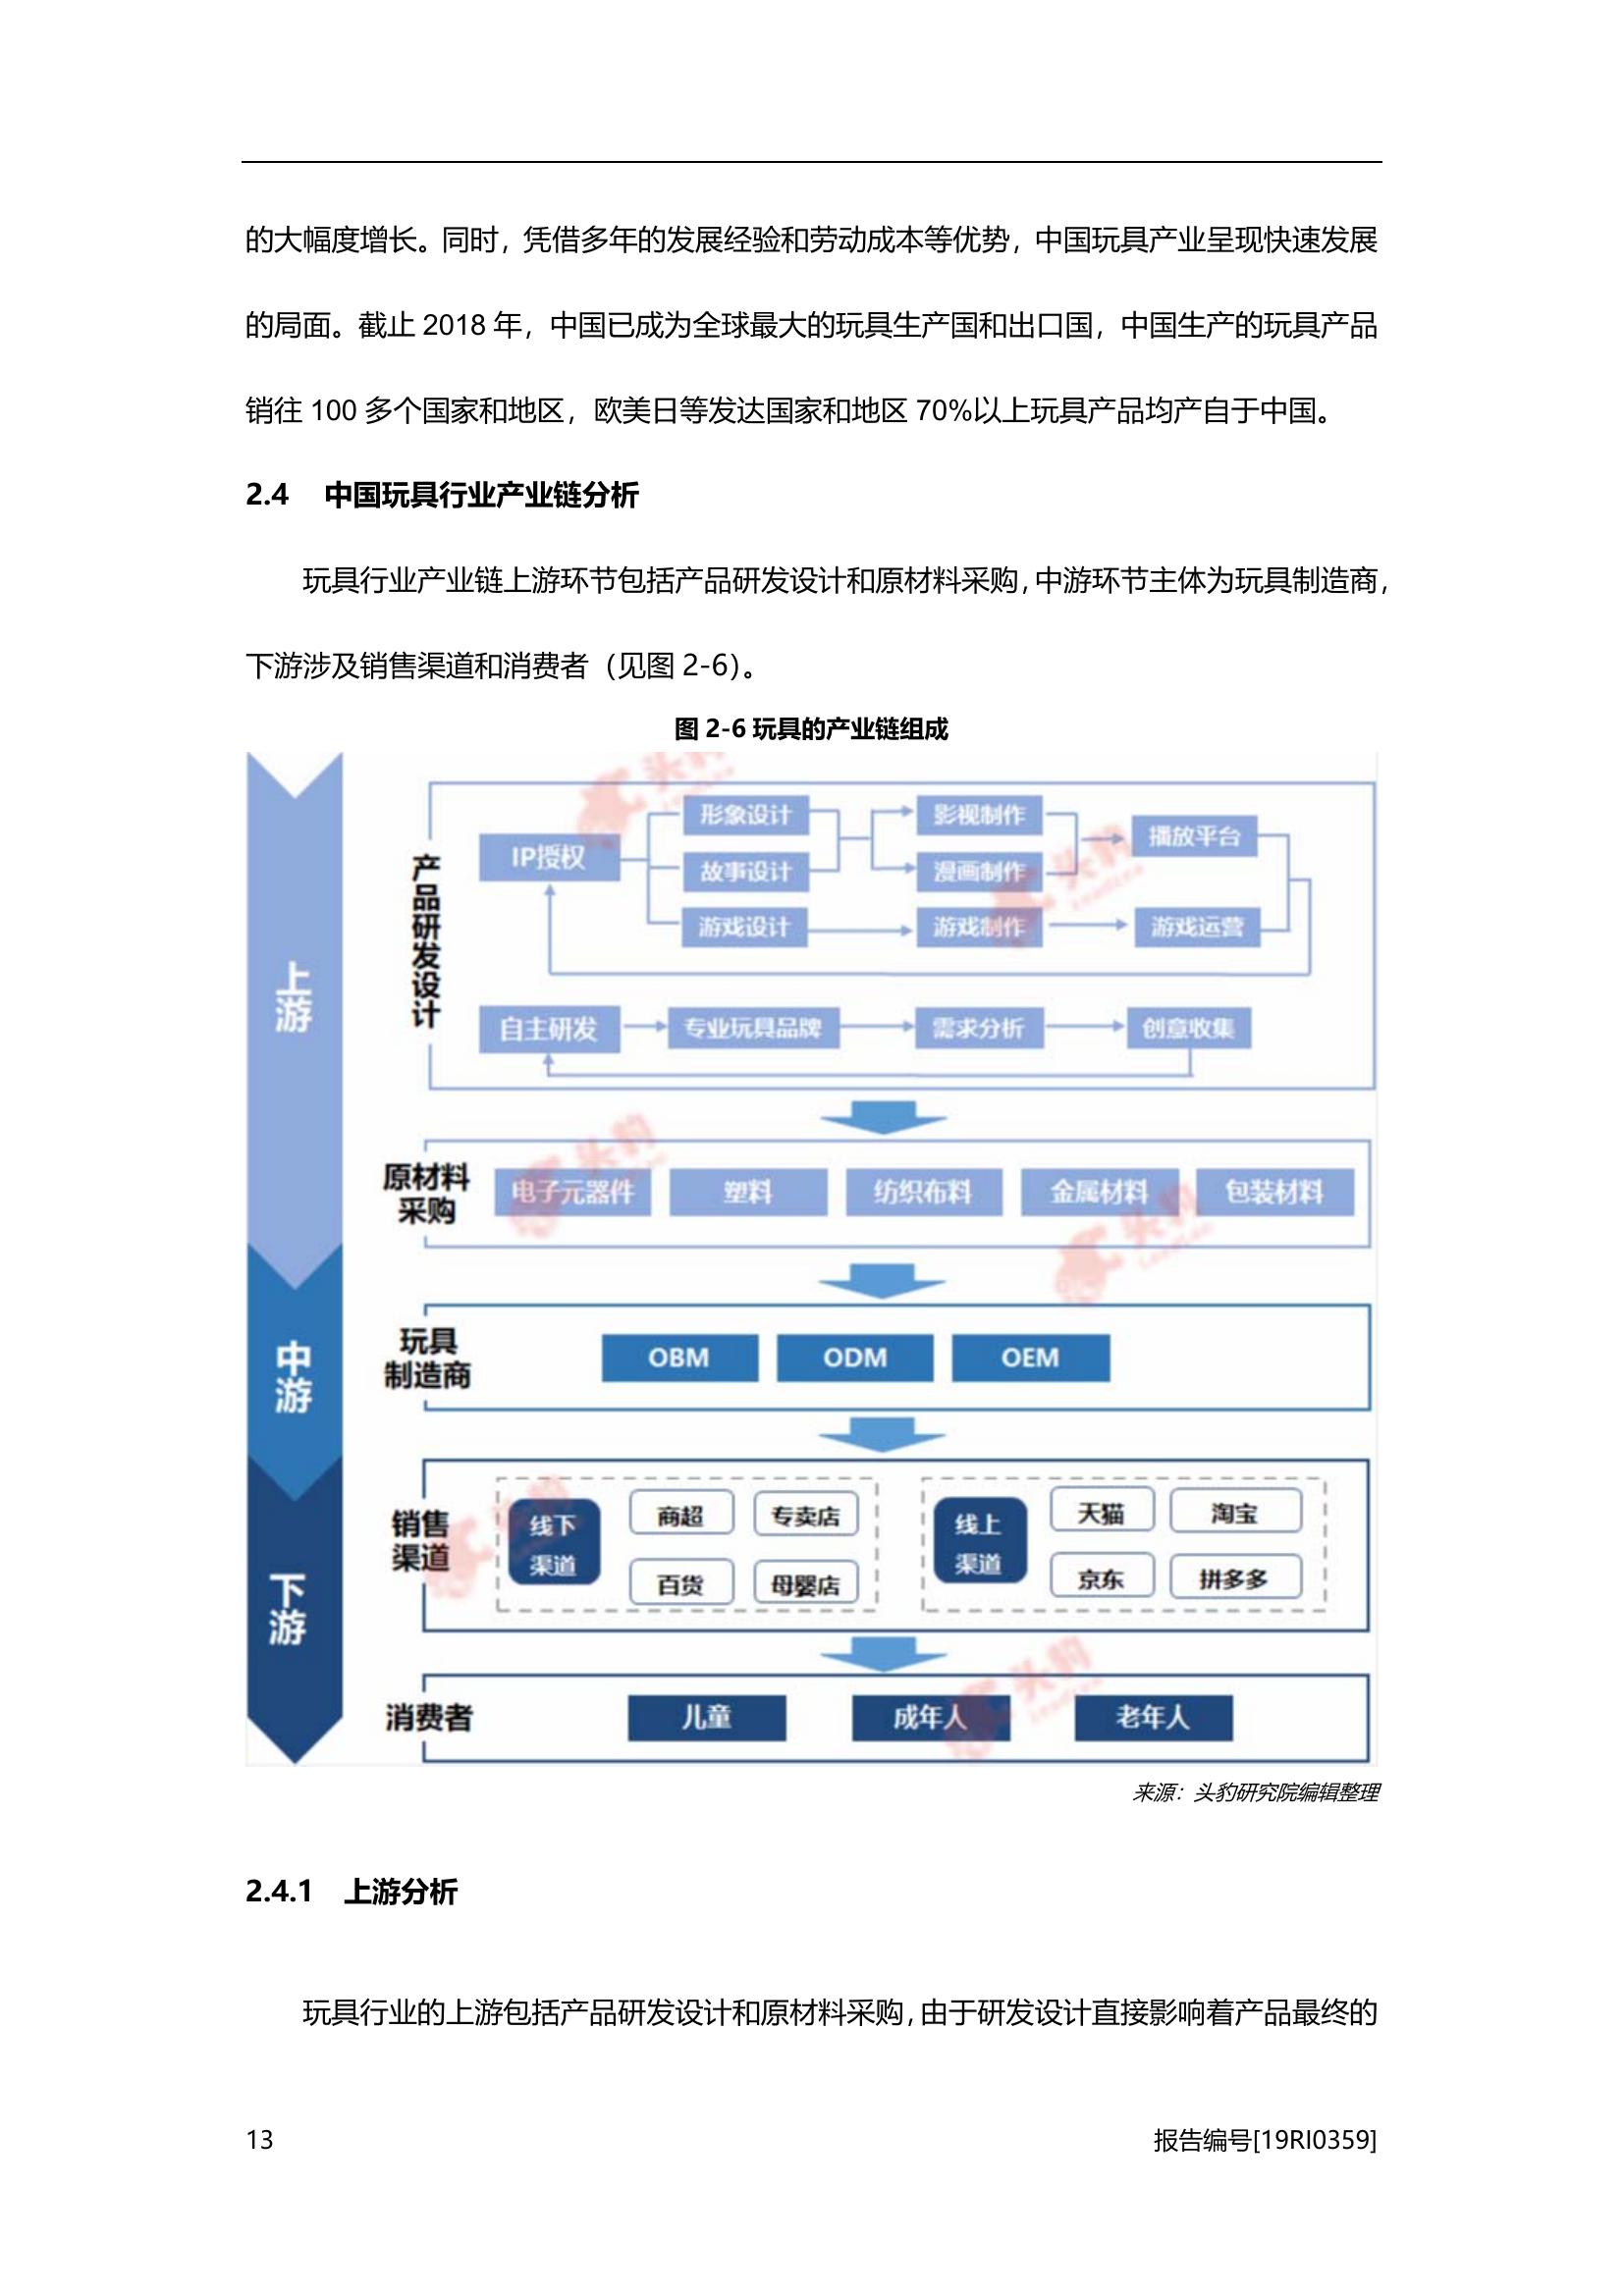 的大幅度增长。同时，凭借多年的发展经验和劳动成本等优势，中国玩具产业呈现快速发展
的局面。截止 2018 年，中国已成为全球最大的玩具生产国和出口国，中国生产的玩具产品
销往 100 多个国家和地区，欧美日等发达国家和地区 70%以上玩具产品均产自于中国。
2.4 中国玩具行业产业链分析
玩具行业产业链上游环节包括产品研发设计和原材料采购，中游环节主体为玩具制造商，
下游涉及销售渠道和消费者（见图 2-6）。
图 2-6 玩具的产业链组成
上游
产品研发设计
IP授权
形象设计
故事设计
游戏设计
影视制作
漫画制作
游戏制作
播放平台
游戏运营
自主研发
专业玩具品牌
需求分析
创意收集
原材料
采购
电子元器件
塑料
纺织布料
金属材料
包装材料
中游
玩具
制造商
OBM
ODM
OEM
下游
销售
渠道
线下
渠道
商超
专卖店
百货
母婴店
线上
渠道
天猫
淘宝
京东
拼多多
消费者
儿童
成年人
老年人
头豹
头豹
头豹
头豹
头豹
来源：头豹研究院编辑整理
2.4.1 上游分析
玩具行业的上游包括产品研发设计和原材料采购，由于研发设计直接影响着产品最终的
13
报告编号[19RI0359]